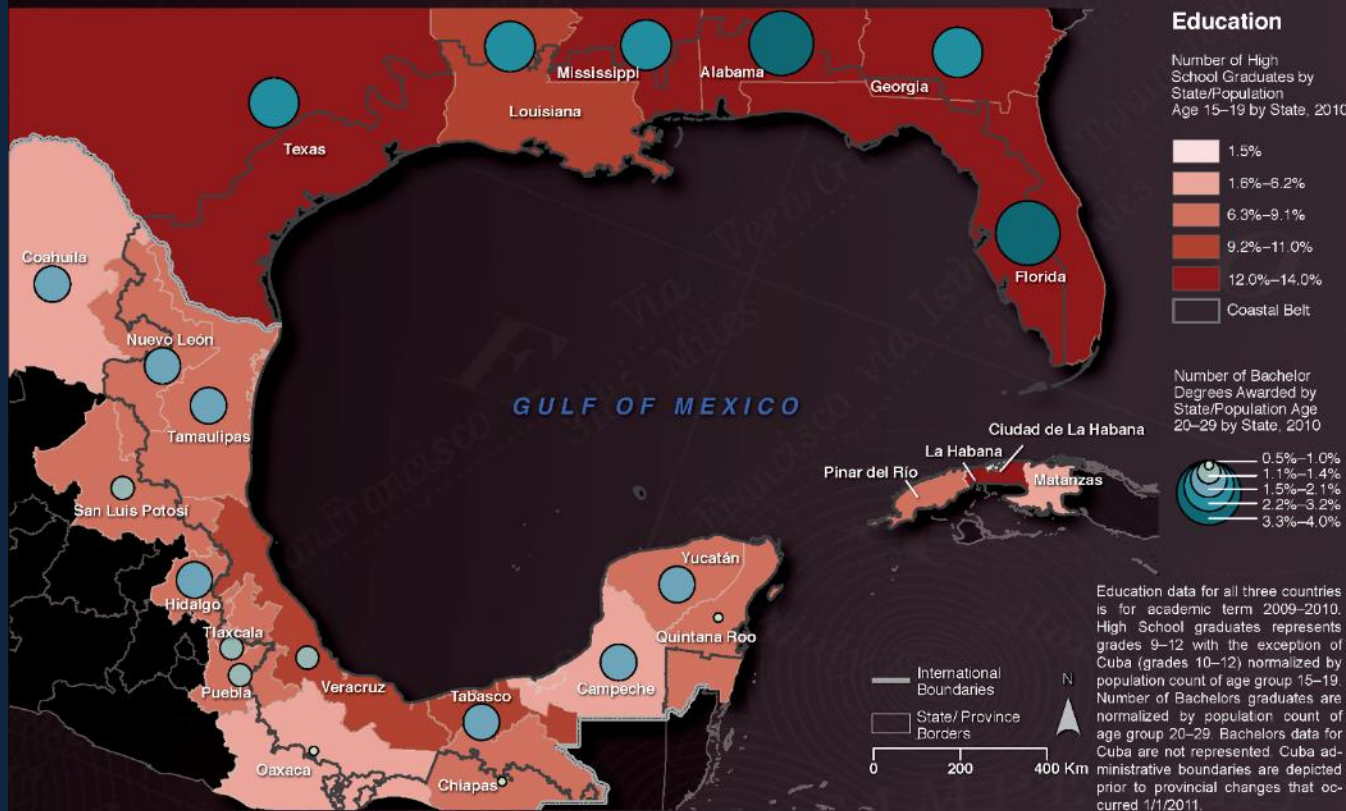 Education
Number of High
School Graduates by
State/Population
Age 15–19 by State, 2010
1.5%
1.6%–6.2%
6.3%–9.1%
9.2%–11.0%
12.0%–14.0%
Coastal Belt
Number of Bachelor
Degrees Awarded by
State/Population Age
20–29 by State, 2010
0.5%–1.0%
1.1%–1.4%
1.5%–2.1%
2.2%–3.2%
3.3%–4.0%
Mississippi
Alabama
Georgia
Louisiana
Texas
Florida
Coahuila
Nuevo León
Tamaulipas
San Luis Potosí
GULF OF MEXICO
Ciudad de La Habana
La Habana
Pinar del Río
Matanzas
Hidalgo
Tlaxcala
Puebla
Veracruz
Tabasco
Yucatán
Quintana Roo
Campeche
Oaxaca
Chiapas
International
Boundaries
State/Province
Borders
N
0 200 400 Km
Education data for all three countries
is for academic term 2009–2010.
High School graduates represents
grades 9–12 with the exception of
Cuba (grades 10–12) normalized by
population count of age group 15–19.
Number of Bachelors graduates are
normalized by population count of
age group 20–29. Bachelors data for
Cuba are not represented. Cuba ad-
ministrative boundaries are depicted
prior to provincial changes that oc-
curred 1/1/2011.